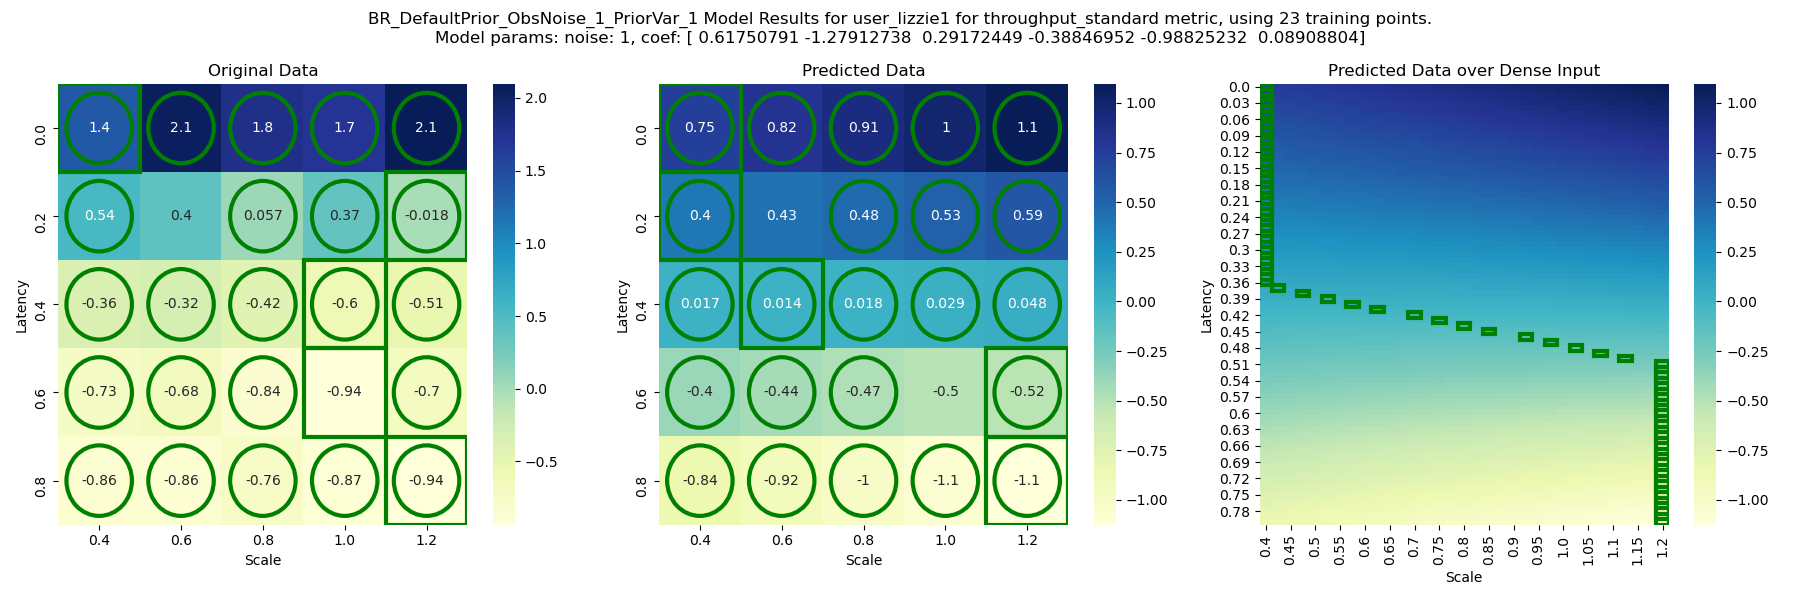 BR_DefaultPrior_ObsNoise_1_PriorVar_1 Model Results for user_lizzie1 for throughput_standard metric, using 23 training points.
Model params: noise: 1, coef: [ 0.61750791 -1.27912738  0.29172449 -0.38846952 -0.98825232  0.08908804]
Original Data
0.0 1.4 2.1 1.8 1.7 2.1
0.2 0.54 0.4 0.057 0.37 -0.018
0.4 -0.36 -0.32 -0.42 -0.6 -0.51
0.6 -0.73 -0.68 -0.84 -0.94 -0.7
0.8 -0.86 -0.86 -0.76 -0.87 -0.94
Latency
0.4 0.6 0.8 1.0 1.2
Scale
2.0
1.5
1.0
0.5
0.0
−0.5
Predicted Data
0.0 0.75 0.82 0.91 1 1.1
0.2 0.4 0.43 0.48 0.53 0.59
0.4 0.017 0.014 0.018 0.029 0.048
0.6 -0.4 -0.44 -0.47 -0.5 -0.52
0.8 -0.84 -0.92 -1 -1.1 -1.1
Latency
0.4 0.6 0.8 1.0 1.2
Scale
1.00
0.75
0.50
0.25
0.00
−0.25
−0.50
−0.75
−1.00
Predicted Data over Dense Input
0.0
0.03
0.06
0.09
0.12
0.15
0.18
0.21
0.24
0.27
0.3
0.33
0.36
0.39
0.42
0.45
0.48
0.51
0.54
0.57
0.6
0.63
0.66
0.69
0.72
0.75
0.78
Latency
0.4 0.45 0.5 0.55 0.6 0.65 0.7 0.75 0.8 0.85 0.9 0.95 1.0 1.05 1.1 1.15 1.2
Scale
1.00
0.75
0.50
0.25
0.00
−0.25
−0.50
−0.75
−1.00